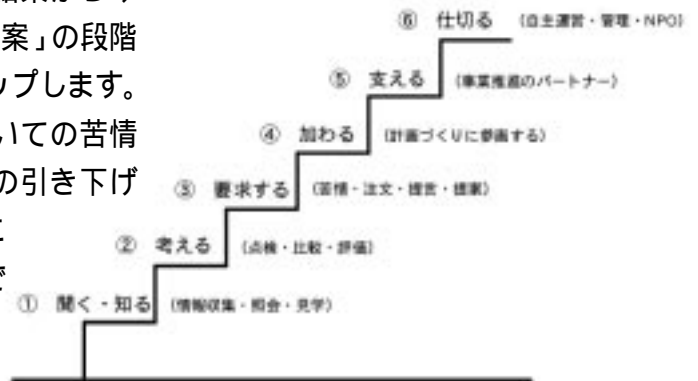 案」の段階
ップします。
いての苦情
の引き下げ
⑥ 仕切る (自主運営・管理・NPO)
⑤ 支える (事業推進のパートナー)
④ 加わる (計画づくりに参画する)
③ 要求する (苦情・注文・提言・提案)
② 考える (点検・比較・評価)
① 聞く・知る (情報収集・照会・見学)